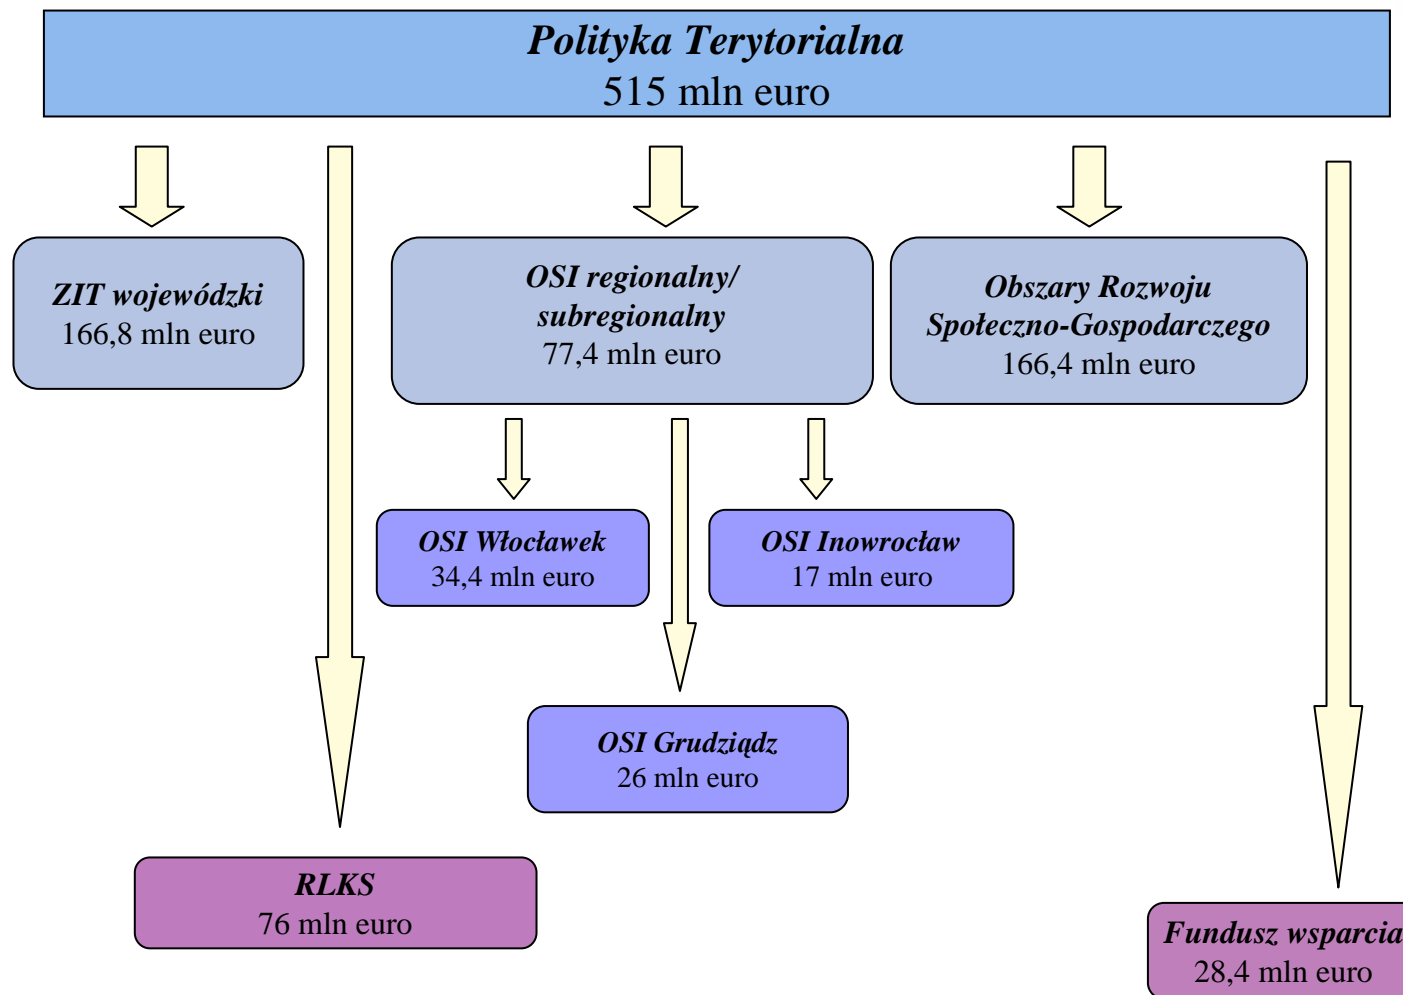 Polityka Terytorialna
515 mln euro
ZIT wojewódzki
166,8 mln euro
OSI regionalny/
subregionalny
77,4 mln euro
Obszary Rozwoju
Społeczno-Gospodarczego
166,4 mln euro
OSI Włocławek
34,4 mln euro
OSI Inowrocław
17 mln euro
OSI Grudziądz
26 mln euro
RLKS
76 mln euro
Fundusz wsparcia
28,4 mln euro